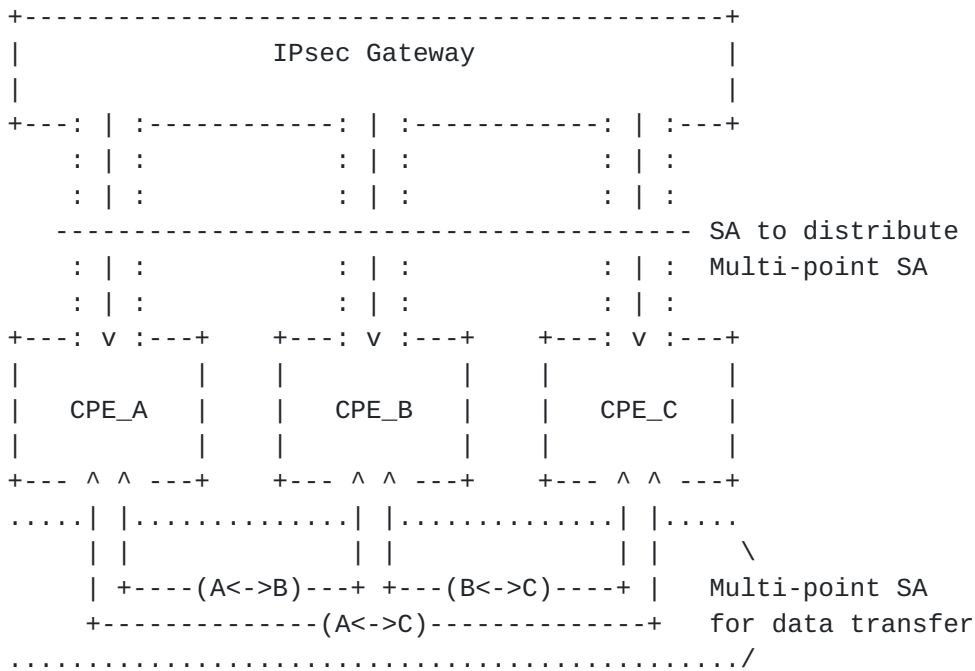 IPsec Gateway
SA to distribute
Multi-point SA
CPE_A CPE_B CPE_C
(A<->B) (B<->C) Multi-point SA
(A<->C) for data transfer